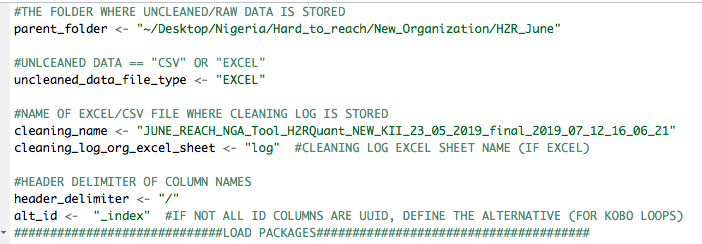 #THE FOLDER WHERE UNCLEANED/RAW DATA IS STORED
parent_folder <- "~/Desktop/Nigeria/Hard_to_reach/New_Organization/H2R_June"
#UNLCEANED DATA == "CSV" OR "EXCEL"
uncleaned_data_file_type <- "EXCEL"
#NAME OF EXCEL/CSV FILE WHERE CLEANING LOG IS STORED
cleaning_name <- "JUNE_REACH_NGA_Tool_H2RQuant_NEW_KII_23_05_2019_final_2019_07_12_16_06_21"
cleaning_log_org_excel_sheet <- "log"  #CLEANING LOG EXCEL SHEET NAME (IF EXCEL)
#HEADER DELIMITER OF COLUMN NAMES
header_delimiter <- "/"
alt_id <-  "_index"  #IF NOT ALL ID COLUMNS ARE UUID, DEFINE THE ALTERNATIVE (FOR KOBO LOOPS)
#############################LOAD PACKAGES######################################